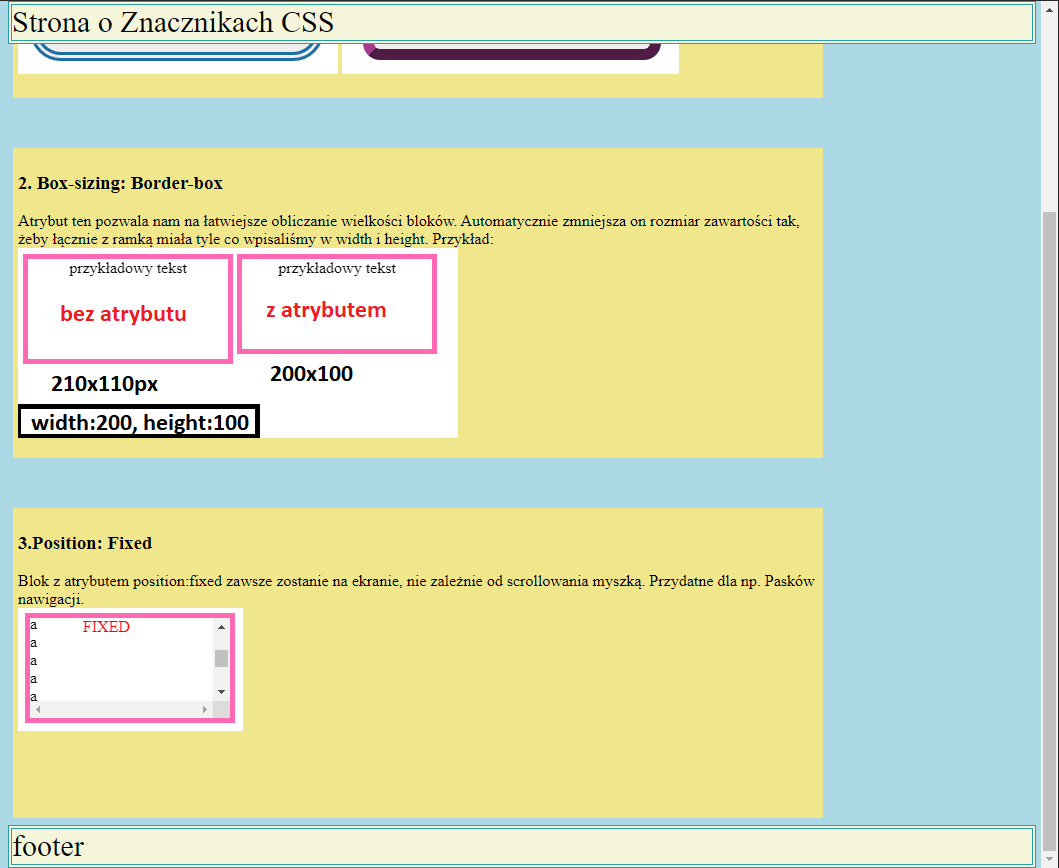 Strona o Znacznikach CSS
2. Box-sizing: Border-box
Atrybut ten pozwala nam na łatwiejsze obliczanie wielkości bloków. Automatycznie zmniejsza on rozmiar zawartości tak,
żeby łącznie z ramką miała tyle co wpisaliśmy w width i height. Przykład:
przykładowy tekst
bez atrybutu
210x110px
przykładowy tekst
z atrybutem
200x100
width:200, height:100
3.Position: Fixed
Blok z atrybutem position:fixed zawsze zostanie na ekranie, nie zależnie od scrollowania myszką. Przydatne dla np. Pasków
nawigacji.
a FIXED
a
a
a
a
footer